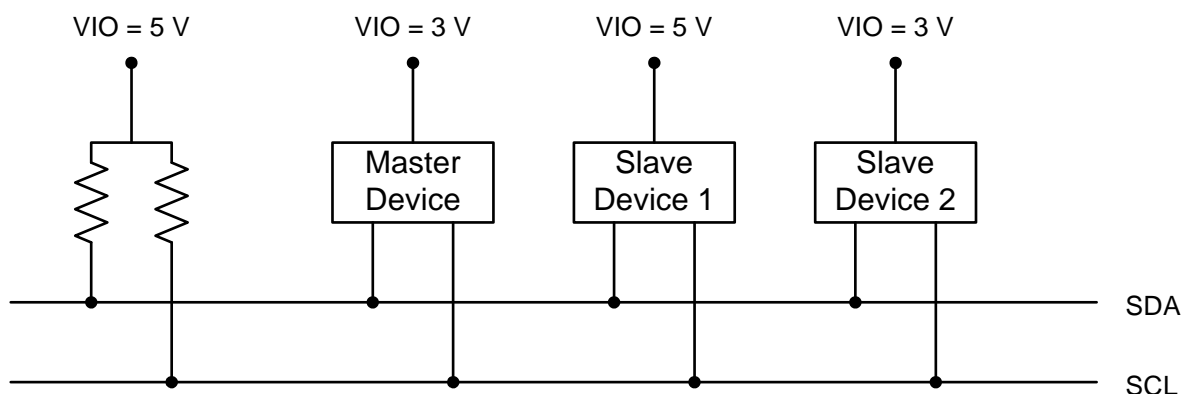 VIO = 5 V
VIO = 3 V
VIO = 5 V
VIO = 3 V
Master
Device
Slave
Device 1
Slave
Device 2
SDA
SCL